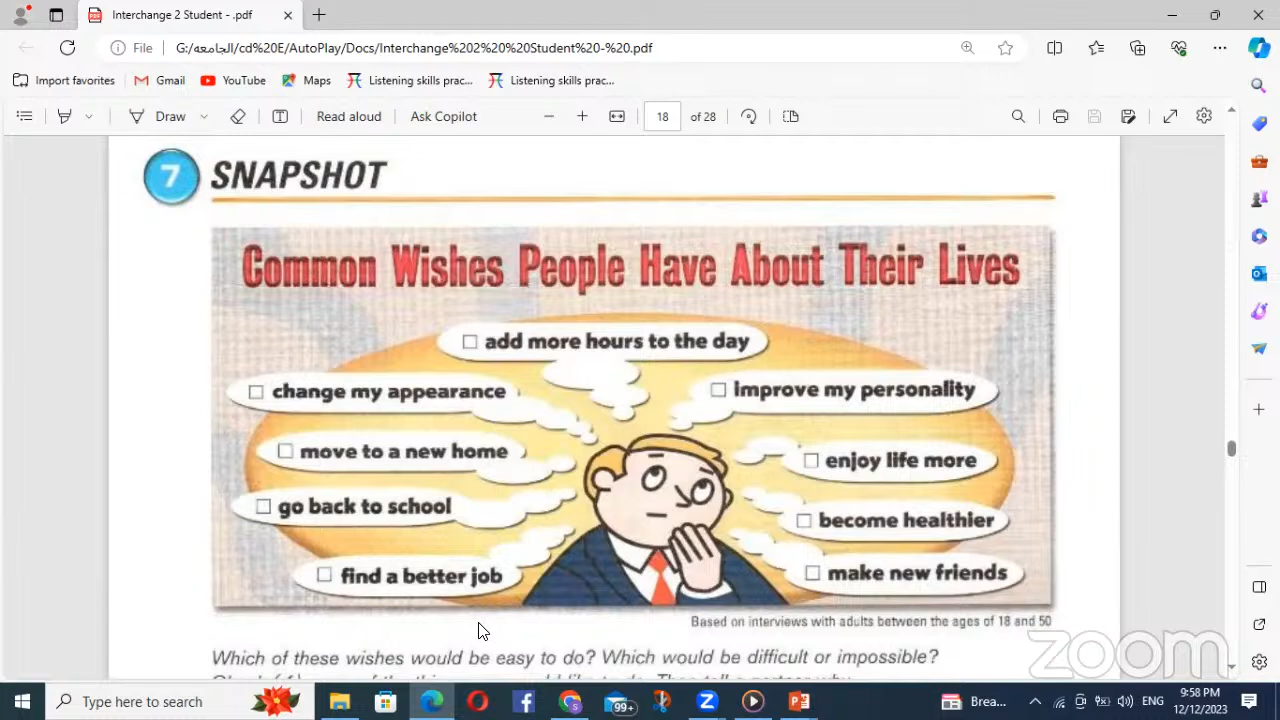 Interchange 2 Student - .pdf
File G:/الجامعه/cd%20E/AutoPlay/Docs/Interchange%202%20%20Student%20-%20.pdf
Import favorites Gmail YouTube Maps Listening skills prac... Listening skills prac...
Draw Read aloud Ask Copilot 18 of 28
7 SNAPSHOT
Common Wishes People Have About Their Lives
add more hours to the day
change my appearance
improve my personality
move to a new home
enjoy life more
go back to school
become healthier
find a better job
make new friends
Based on interviews with adults between the ages of 18 and 50
Which of these wishes would be easy to do? Which would be difficult or impossible?
zoom
Type here to search
99+
Brea...
ENG
9:58 PM
12/12/2023